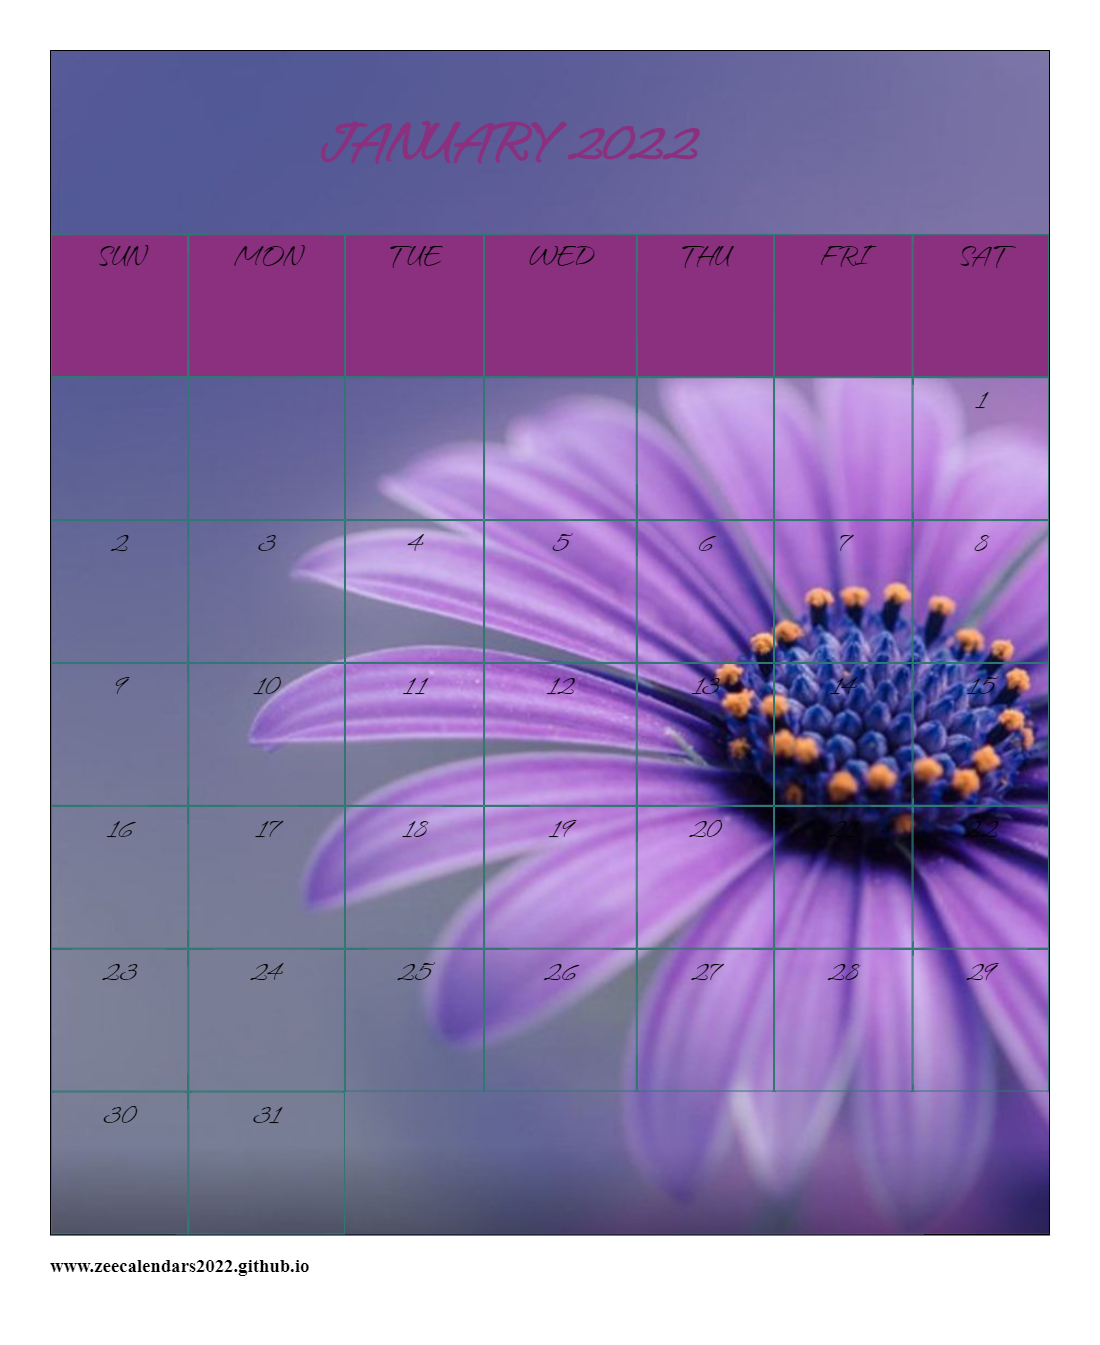 JANUARY 2022
SUN MON TUE WED THU FRI SAT
1
2 3 4 5 6 7 8
9 10 11 12 13 14 15
16 17 18 19 20 21 22
23 24 25 26 27 28 29
30 31
www.zeecalendars2022.github.io